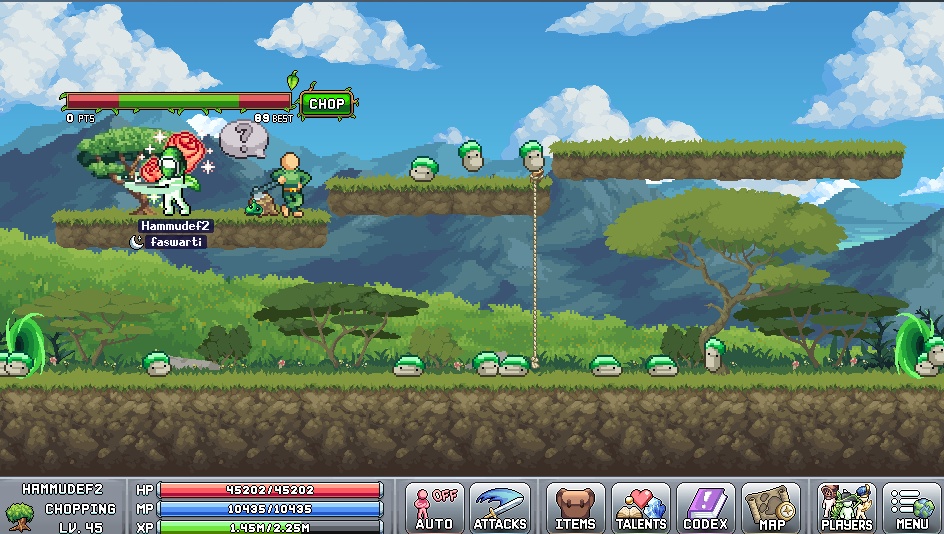 CHOP
0 PTS
89 BEST
?
Hammudef2
faswarti
HAMMUDEF2
CHOPPING
LV. 45
HP 45202/45202
MP 10435/10435
XP 1.45M/2.25M
OFF
AUTO
ATTACKS
ITEMS
TALENTS
CODEX
MAP
PLAYERS
MENU